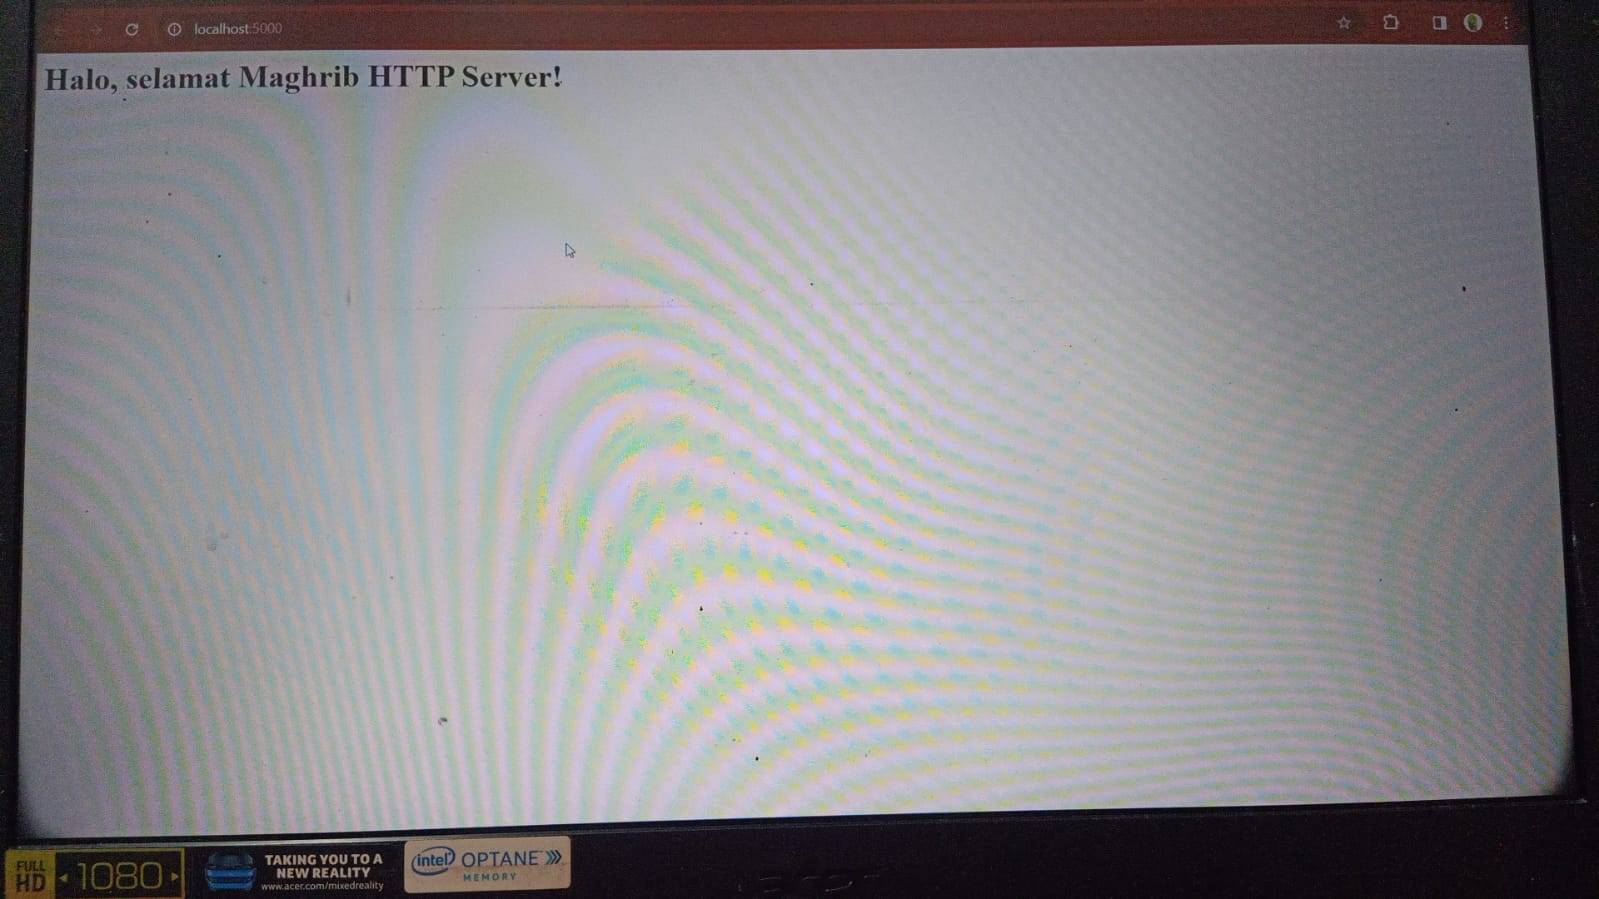 localhost:5000
Halo, selamat Maghrib HTTP Server!
FULL
HD
1080
TAKING YOU TO A
NEW REALITY
www.acer.com/mixedreality
intel OPTANE
MEMORY
acer